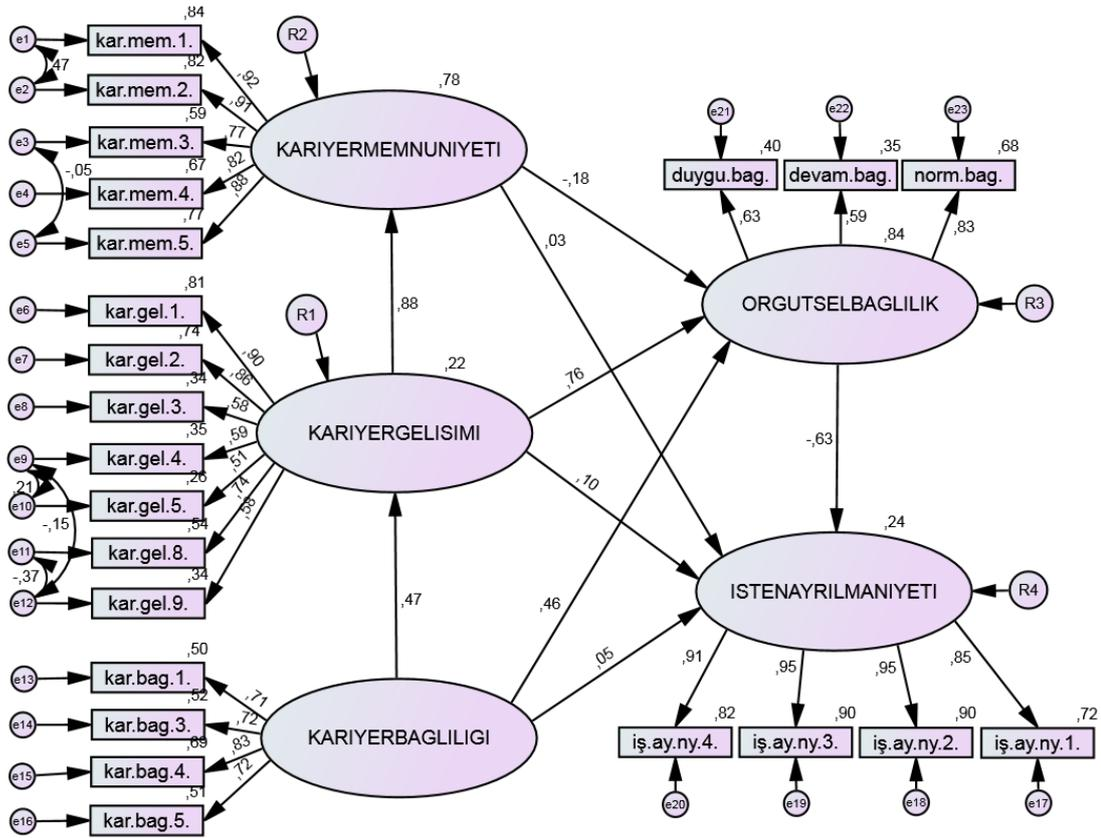 ,84
e1
kar.mem.1.
,47
,82
e2
kar.mem.2.
,59
e3
kar.mem.3.
-,05
,67
e4
kar.mem.4.
,77
e5
kar.mem.5.
,92
,91
,77
,82
,88
R2
,78
KARIYERMEMNUNIYETI
-,18
,03
,88
,81
e6
kar.gel.1.
,74
e7
kar.gel.2.
,34
e8
kar.gel.3.
,35
e9
kar.gel.4.
,21
,26
e10
kar.gel.5.
-,15
,54
e11
kar.gel.8.
-,37
,34
e12
kar.gel.9.
,90
,86
,58
,59
,51
,74
,58
R1
,22
KARIYERGELISIMI
,76
,10
,47
,50
e13
kar.bag.1.
,52
e14
kar.bag.3.
,69
e15
kar.bag.4.
,51
e16
kar.bag.5.
,71
,72
,83
,72
KARIYERBAGLILIGI
,46
,05
e21
e22
e23
,40
,35
,68
duygu.bag.
devam.bag.
norm.bag.
,63
,59
,83
,84
ORGUTSELBAGLILIK
R3
-,63
,24
ISTENAYRILMANIYETI
R4
,91
,95
,95
,85
,82
,90
,90
,72
iş.ay.ny.4.
iş.ay.ny.3.
iş.ay.ny.2.
iş.ay.ny.1.
e20
e19
e18
e17